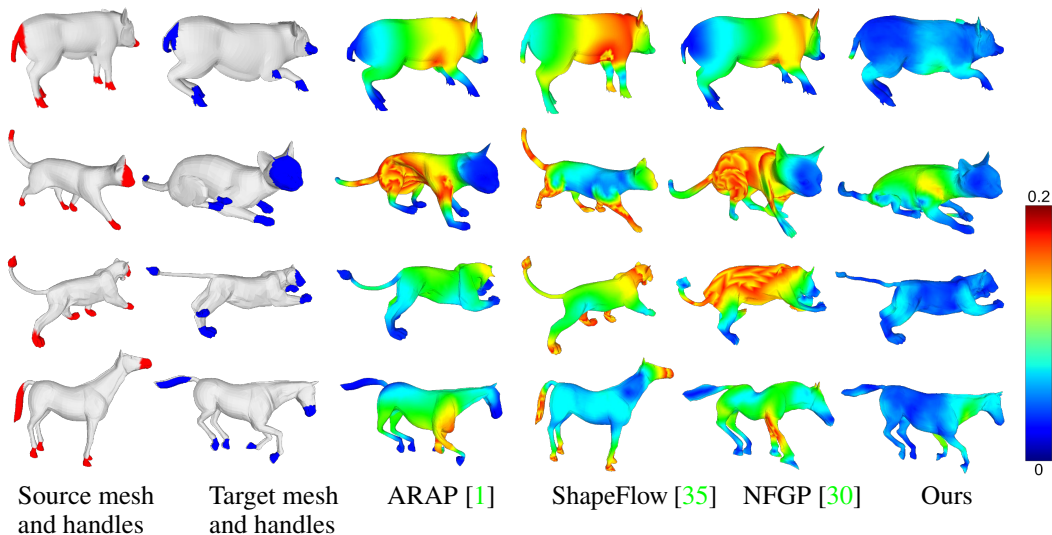 0.2
0
Source mesh
and handles
Target mesh
and handles
ARAP [1]
ShapeFlow [35]
NFGP [30]
Ours